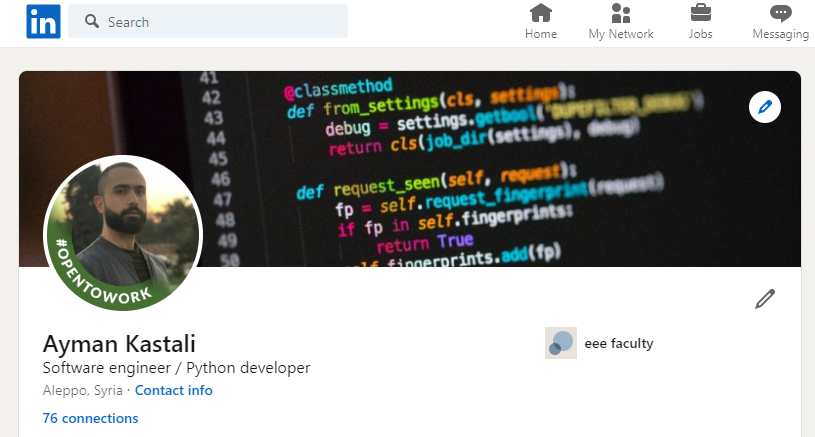 in
Search
Home
My Network
Jobs
Messaging
41
42 @classmethod
43 def from_settings(cls, settings):
44 debug = settings.getbool('DUPEFILTER_DEBUG')
45 return cls(job_dir(settings), debug)
46
47 def request_seen(self, request):
48 fp = self.request_fingerprint(request)
49 if fp in self.fingerprints:
50 return True
self.fingerprints.add(fp)
#OPENTOWORK
Ayman Kastali
Software engineer / Python developer
Aleppo, Syria · Contact info
76 connections
eee faculty